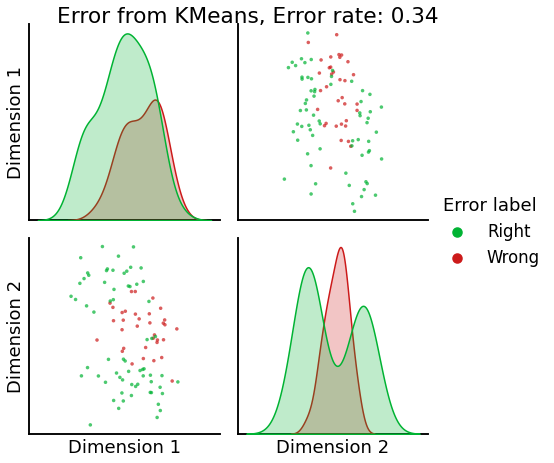 Error from KMeans, Error rate: 0.34
Dimension 1
Error label
Right
Wrong
Dimension 2
Dimension 1
Dimension 2